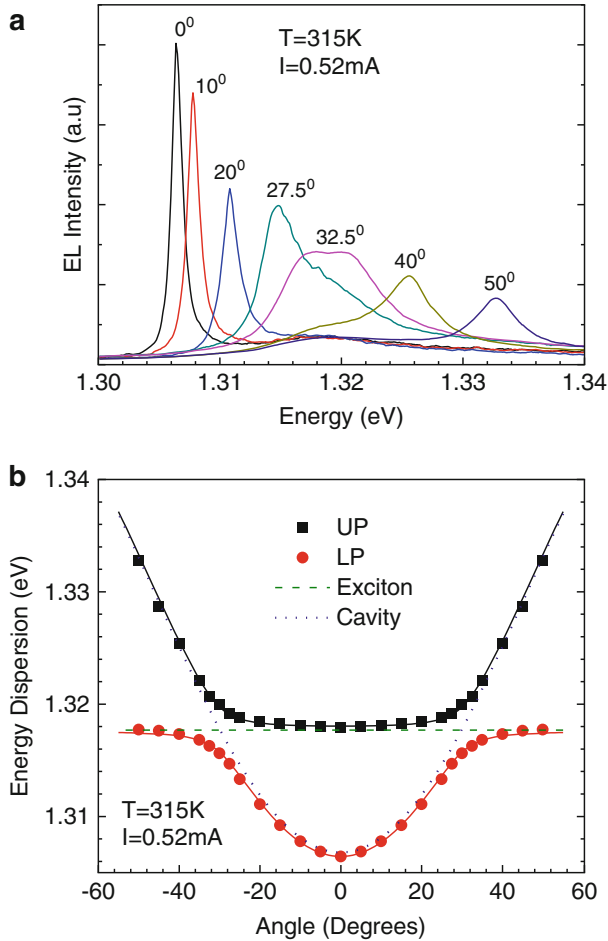 a
T=315K
I=0.52mA
0⁰
10⁰
20⁰
27.5⁰
32.5⁰
40⁰
50⁰
EL Intensity (a.u)
1.30 1.31 1.32 1.33 1.34
Energy (eV)
b
1.34
1.33
1.32
1.31
Energy Dispersion (eV)
UP
LP
Exciton
Cavity
T=315K
I=0.52mA
-60 -40 -20 0 20 40 60
Angle (Degrees)